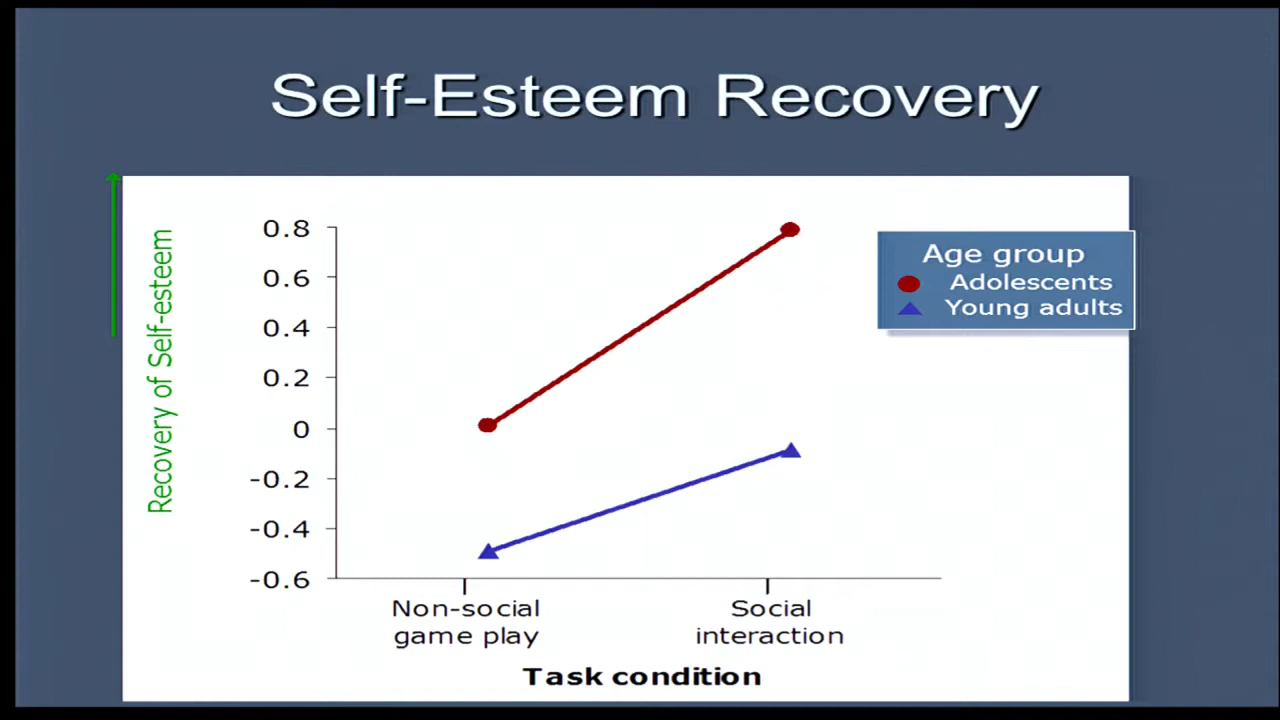 Self-Esteem Recovery
Recovery of Self-esteem
0.8
0.6
0.4
0.2
0
-0.2
-0.4
-0.6
Age group
Adolescents
Young adults
Non-social
game play
Social
interaction
Task condition